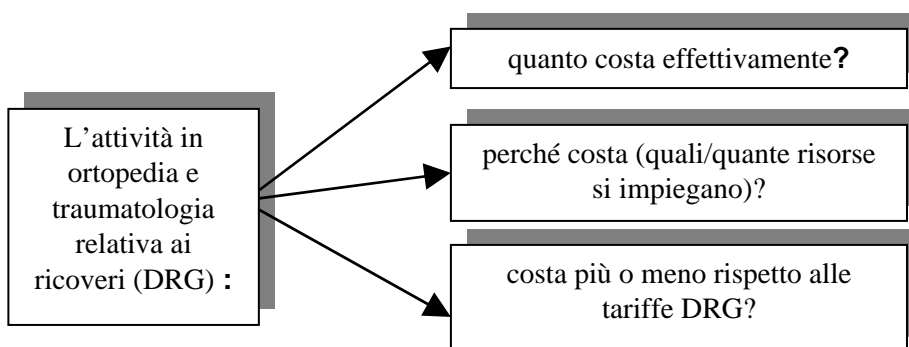 L’attività in
ortopedia e
traumatologia
relativa ai
ricoveri (DRG) :
quanto costa effettivamente?
perché costa (quali/quante risorse
si impiegano)?
costa più o meno rispetto alle
tariffe DRG?